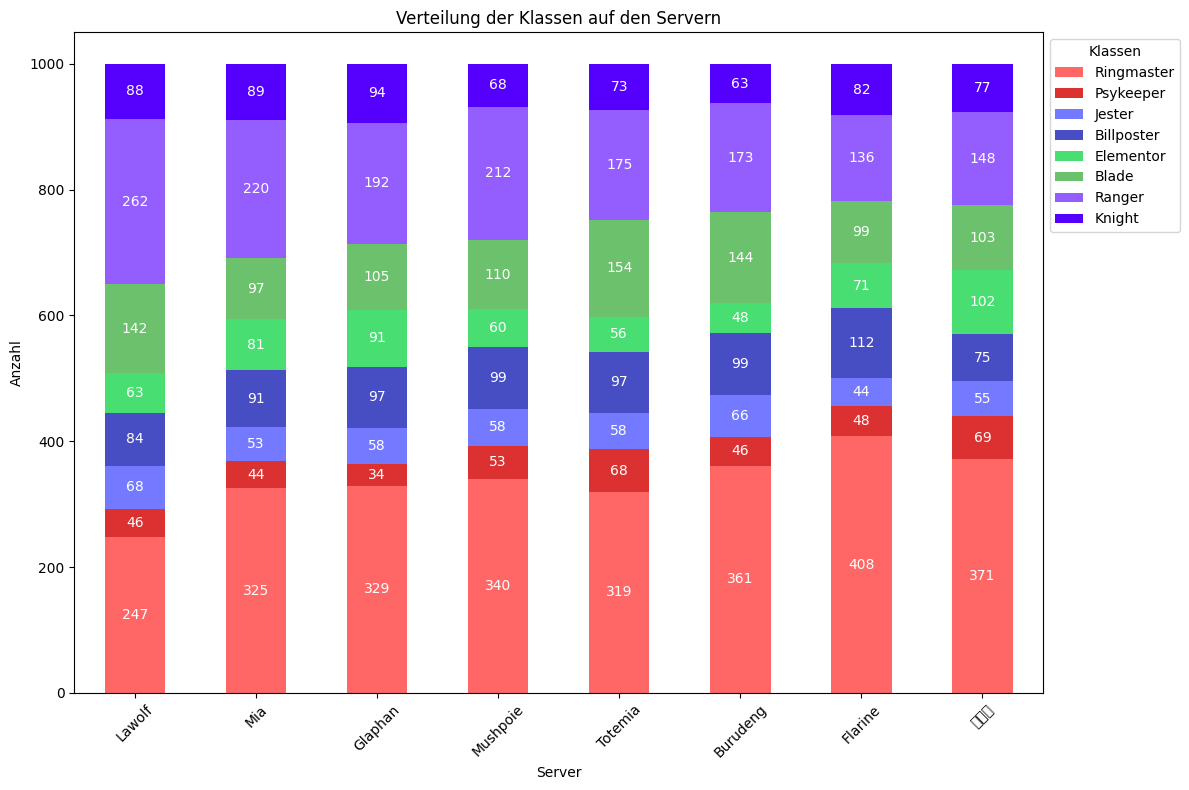 Verteilung der Klassen auf den Servern
Klassen
Ringmaster
Psykeeper
Jester
Billposter
Elementor
Blade
Ranger
Knight
Anzahl
1000
800
600
400
200
0
88 89 94 68 73 63 82 77
262 220 192 212 175 173 136 148
142 97 105 110 154 144 99 103
63 81 91 60 56 48 71 102
84 91 97 99 97 99 112 75
68 53 58 58 58 66 44 55
46 44 34 53 68 46 48 69
247 325 329 340 319 361 408 371
Lawolf Mia Glaphan Mushpoie Totemia Burudeng Flarine
Server